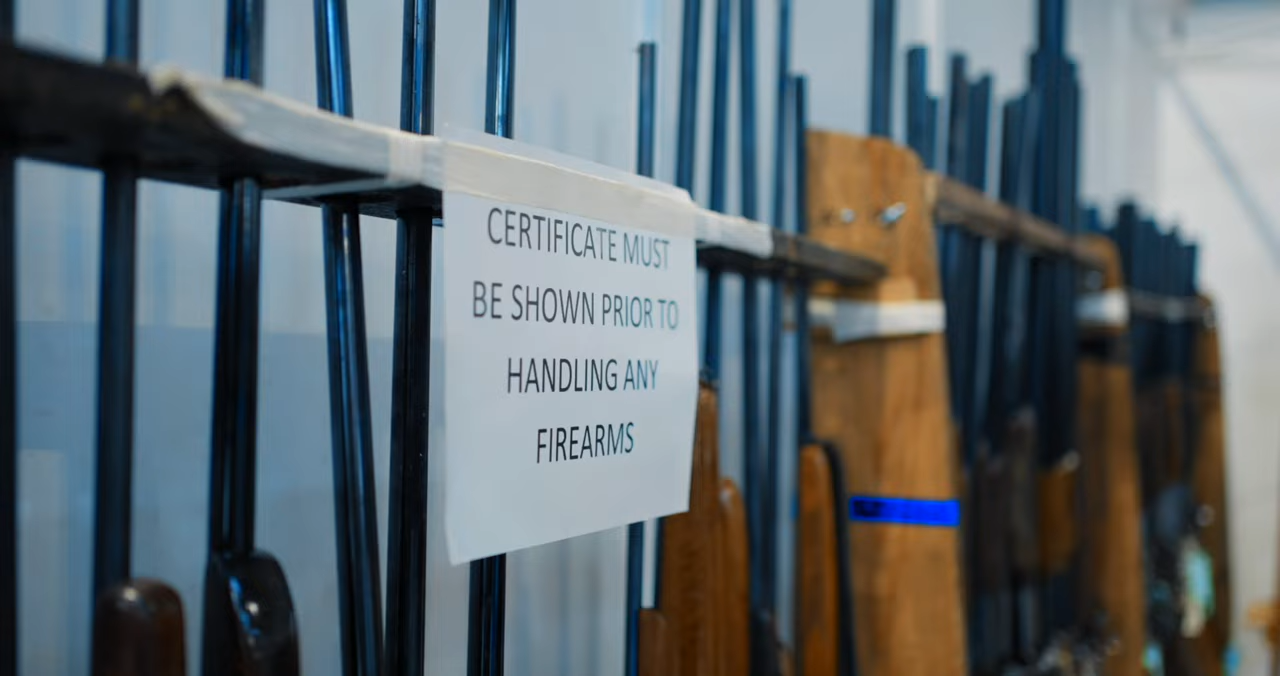 CERTIFICATE MUST
BE SHOWN PRIOR TO
HANDLING ANY
FIREARMS